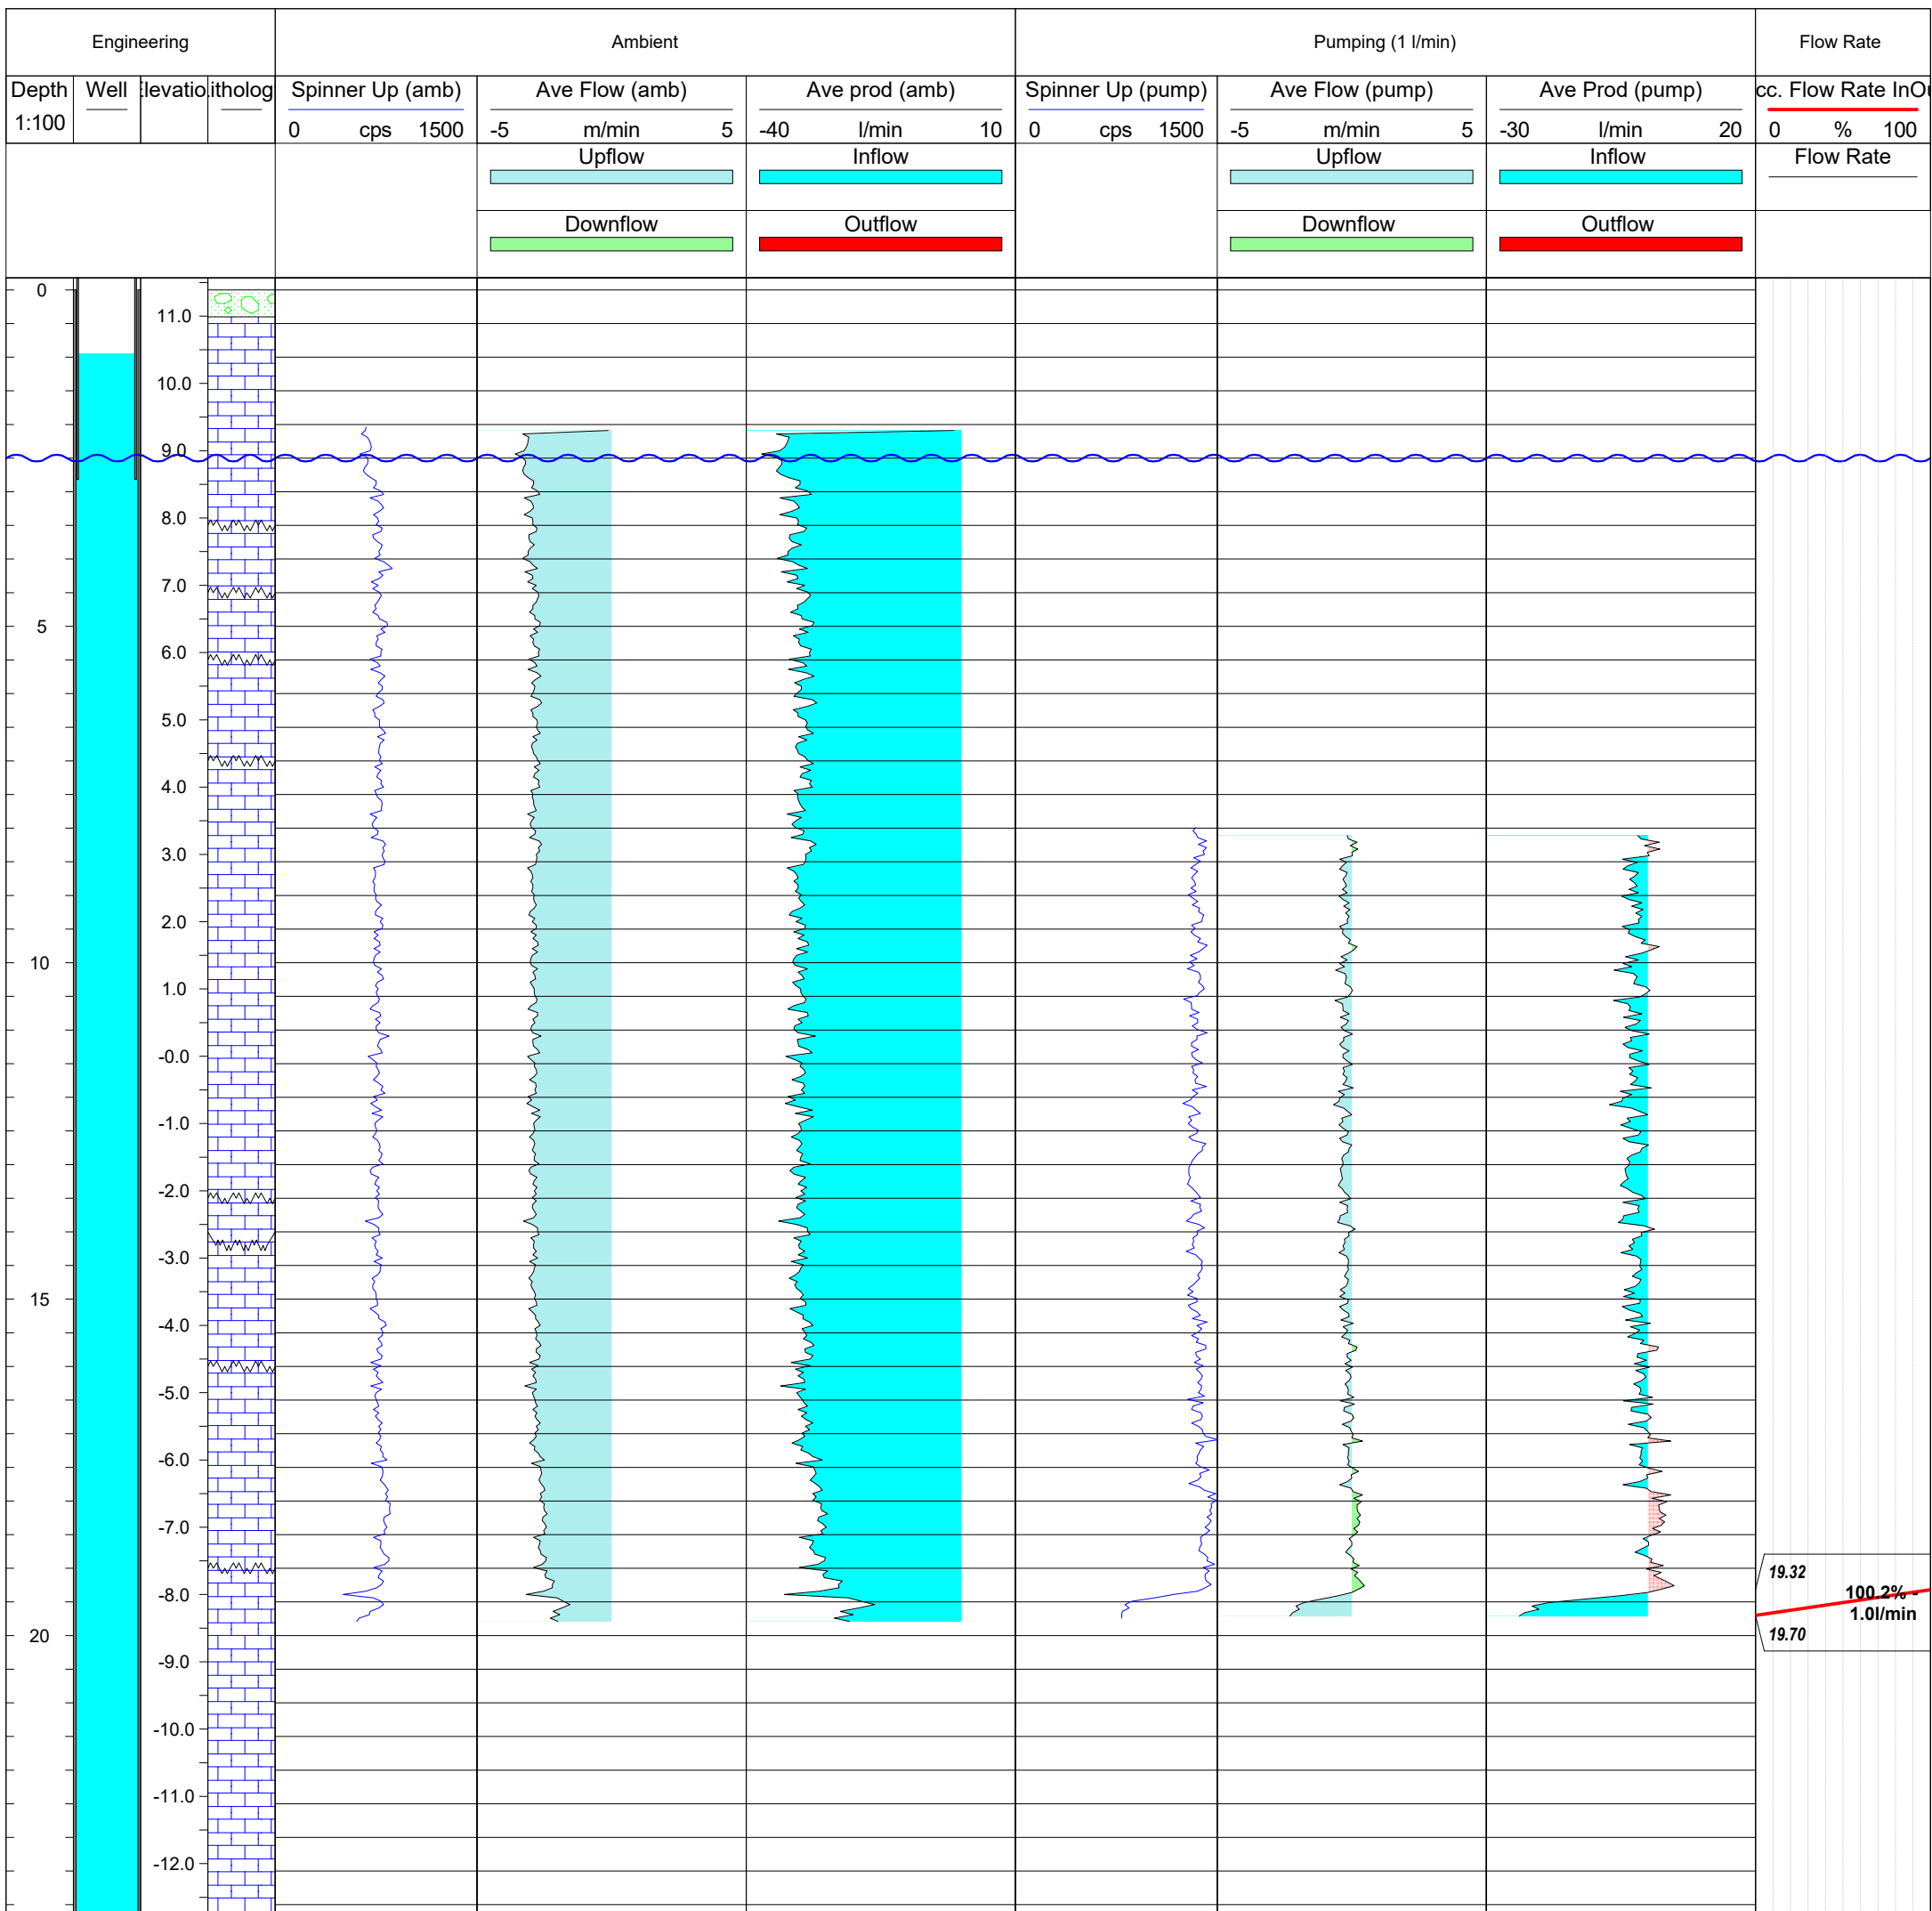 Engineering
Ambient
Pumping (1 l/min)
Flow Rate
Depth
1:100
Well
Elevatio
itholog
Spinner Up (amb)
0 cps 1500
Ave Flow (amb)
-5 m/min 5
Ave prod (amb)
-40 l/min 10
Spinner Up (pump)
0 cps 1500
Ave Flow (pump)
-5 m/min 5
Ave Prod (pump)
-30 l/min 20
cc. Flow Rate InOu
0 % 100
Upflow
Inflow
Upflow
Inflow
Flow Rate
Downflow
Outflow
Downflow
Outflow
0
11.0
10.0
9.0
8.0
7.0
5
6.0
5.0
4.0
3.0
2.0
10
1.0
-0.0
-1.0
-2.0
-3.0
15
-4.0
-5.0
-6.0
-7.0
19.32
-8.0
100.2% -
1.0l/min
20
19.70
-9.0
-10.0
-11.0
-12.0